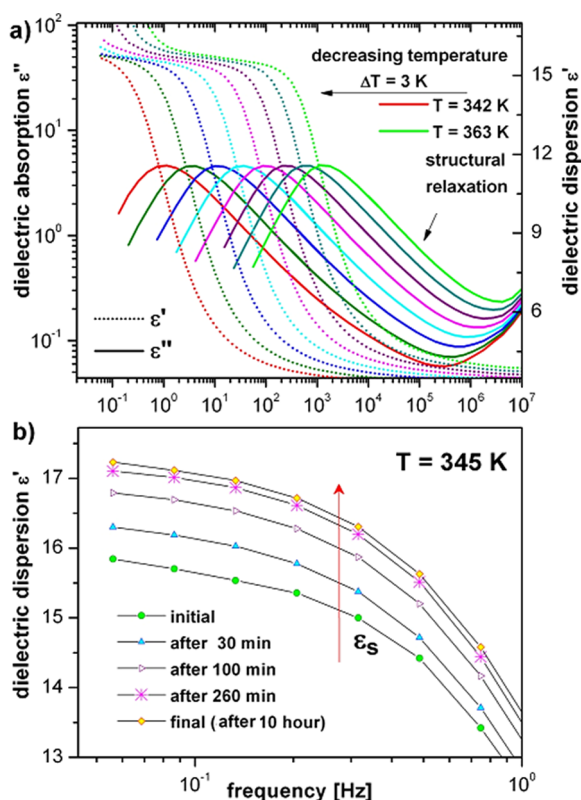 a)
10²
10¹
10⁰
10⁻¹
dielectric absorption ε"
15
12
9
6
dielectric dispersion ε'
decreasing temperature
ΔT = 3 K
T = 342 K
T = 363 K
structural
relaxation
ε'
ε"
10⁻¹ 10⁰ 10¹ 10² 10³ 10⁴ 10⁵ 10⁶ 10⁷
b)
T = 345 K
17
16
15
14
13
dielectric dispersion ε'
εs
initial
after 30 min
after 100 min
after 260 min
final (after 10 hour)
10⁻¹ 10⁰
frequency [Hz]